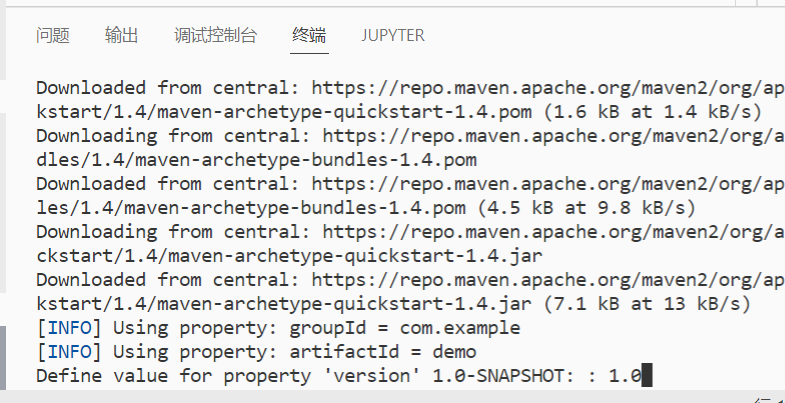 问题 输出 调试控制台 终端 JUPYTER
Downloaded from central: https://repo.maven.apache.org/maven2/org/ap
kstart/1.4/maven-archetype-quickstart-1.4.pom (1.6 kB at 1.4 kB/s)
Downloading from central: https://repo.maven.apache.org/maven2/org/a
dles/1.4/maven-archetype-bundles-1.4.pom
Downloaded from central: https://repo.maven.apache.org/maven2/org/ap
les/1.4/maven-archetype-bundles-1.4.pom (4.5 kB at 9.8 kB/s)
Downloading from central: https://repo.maven.apache.org/maven2/org/a
ckstart/1.4/maven-archetype-quickstart-1.4.jar
Downloaded from central: https://repo.maven.apache.org/maven2/org/ap
kstart/1.4/maven-archetype-quickstart-1.4.jar (7.1 kB at 13 kB/s)
[INFO] Using property: groupId = com.example
[INFO] Using property: artifactId = demo
Define value for property 'version' 1.0-SNAPSHOT: : 1.0